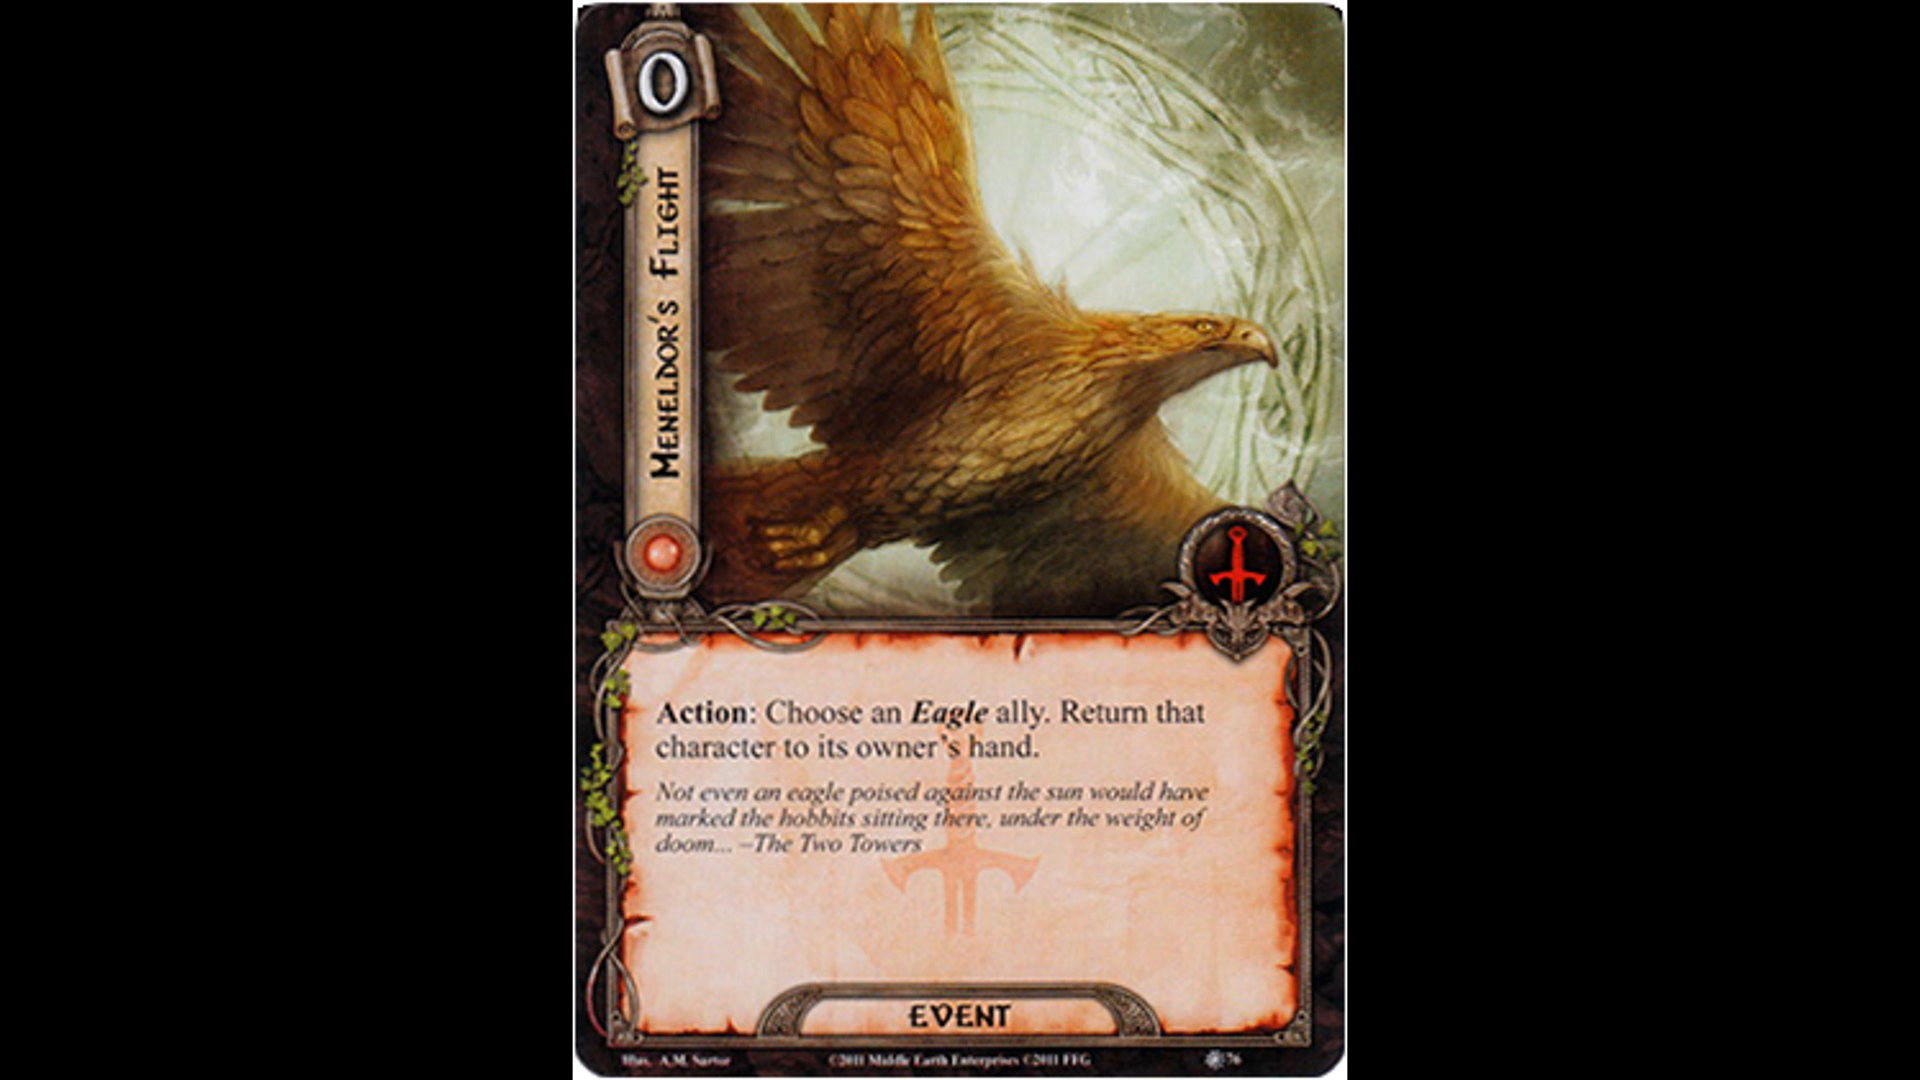 0
MENELDOR'S FLIGHT
Action: Choose an Eagle ally. Return that
character to its owner's hand.
Not even an eagle poised against the sun would have
marked the hobbits sitting there, under the weight of
doom... –The Two Towers
EVENT
Illus. A.M. Sartor ©2011 Middle Earth Enterprises ©2011 FFG 76